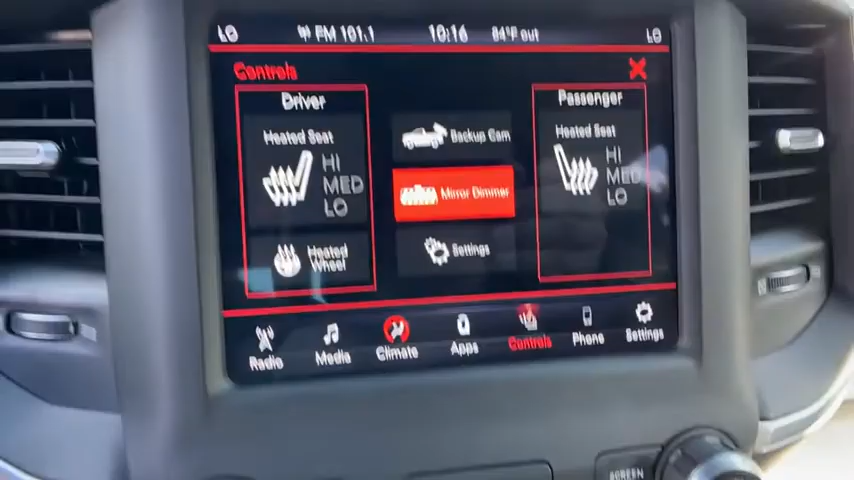 LO FM 101.1 10:16 84°F out LO
Controls
Driver
Passenger
Heated Seat
HI
MED
LO
Heated
Wheel
Backup Cam
Mirror Dimmer
Settings
Heated Seat
HI
MED
LO
Radio Media Climate Apps Controls Phone Settings
SCREEN